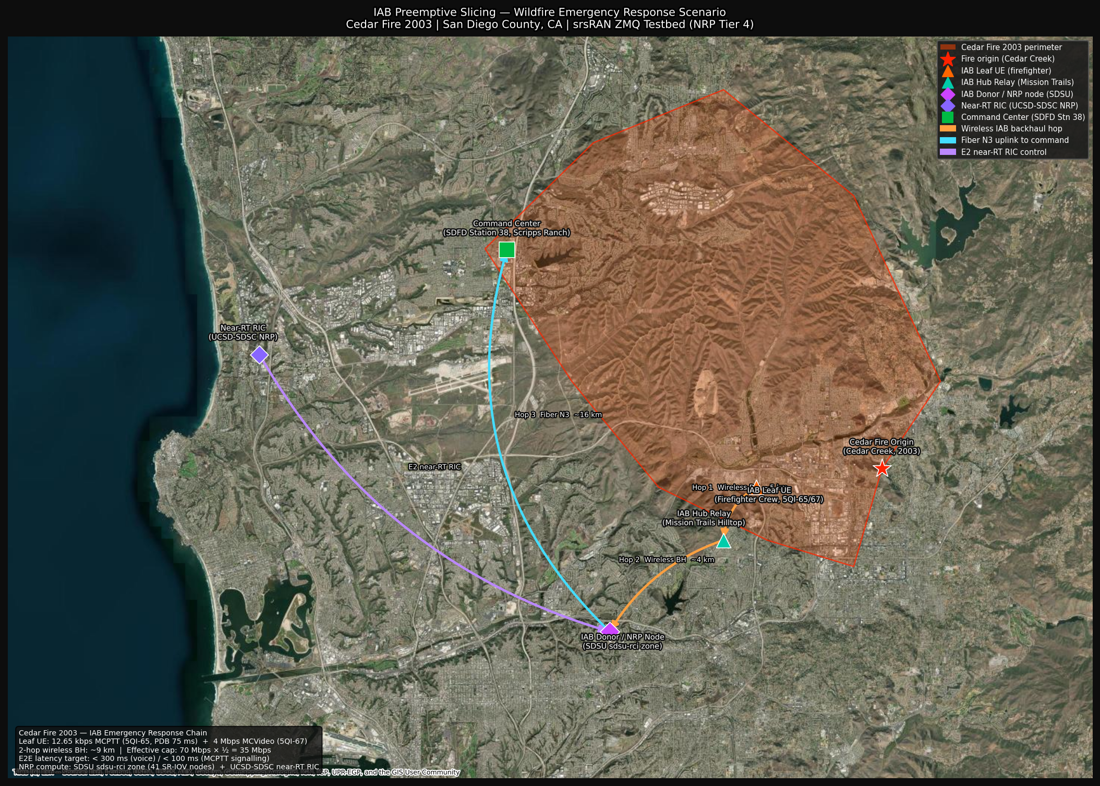 IAB Preemptive Slicing — Wildfire Emergency Response Scenario
Cedar Fire 2003 | San Diego County, CA | srsRAN ZMQ Testbed (NRP Tier 4)
Cedar Fire 2003 perimeter
Fire origin (Cedar Creek)
IAB Leaf UE (firefighter)
IAB Hub Relay (Mission Trails)
IAB Donor / NRP node (SDSU)
Near-RT RIC (UCSD-SDSC NRP)
Command Center (SDFD Stn 38)
Wireless IAB backhaul hop
Fiber N3 uplink to command
E2 near-RT RIC control
Command Center
(SDFD Station 38, Scripps Ranch)
Near-RT RIC
(UCSD-SDSC NRP)
Hop 3 Fiber N3 ~16 km
Cedar Fire Origin
(Cedar Creek, 2003)
E2 near-RT RIC
Hop 1 Wireless
IAB Leaf UE
(Firefighter Crew, 5QI-65/67)
IAB Hub Relay
(Mission Trails Hilltop)
Hop 2 Wireless BH ~4 km
IAB Donor / NRP Node
(SDSU sdsu-rci zone)
Cedar Fire 2003 — IAB Emergency Response Chain
Leaf UE: 12.65 kbps MCPTT (5QI-65, PDB 75 ms) + 4 Mbps MCVideo (5QI-67)
2-hop wireless BH: ~9 km | Effective cap: 70 Mbps × ½ = 35 Mbps
E2E latency target: < 300 ms (voice) / < 100 ms (MCPTT signalling)
NRP compute: SDSU sdsu-rci zone (41 SR-IOV nodes) + UCSD-SDSC near-RT RIC
UPR-EGP, and the GIS User Community